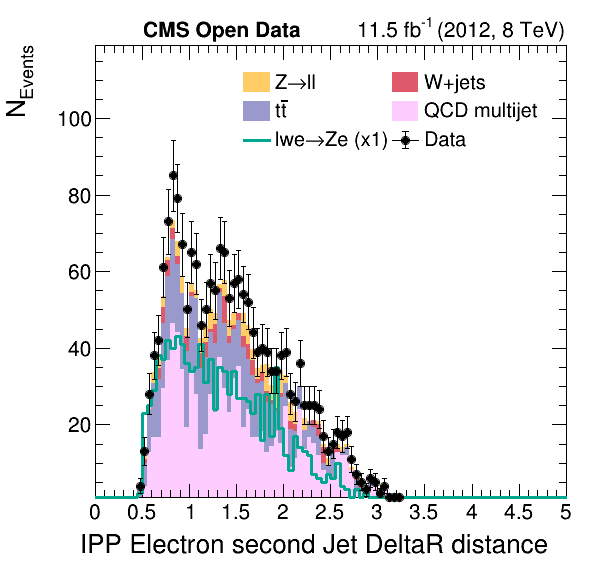 CMS Open Data 11.5 fb⁻¹ (2012, 8 TeV)
N_Events
Z→ll W+jets
tt̄ QCD multijet
lwe→Ze (x1) Data
100
80
60
40
20
0 0.5 1 1.5 2 2.5 3 3.5 4 4.5 5
IPP Electron second Jet DeltaR distance